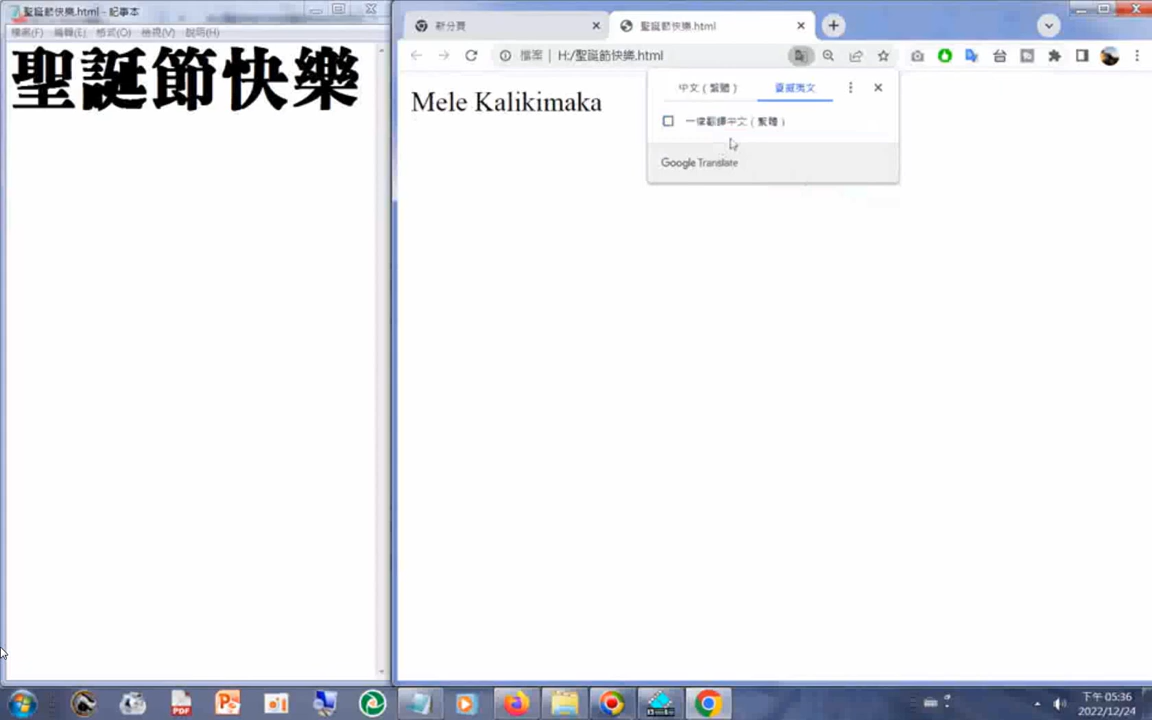 聖誕節快樂.html - 記事本
檔案(F) 編輯(E) 格式(O) 檢視(V) 說明(H)
聖誕節快樂
新分頁
聖誕節快樂.html
檔案 | H:/聖誕節快樂.html
中文（繁體） 夏威夷文
一律翻譯中文（繁體）
Google Translate
Mele Kalikimaka
PDF
下午 05:36
2022/12/24